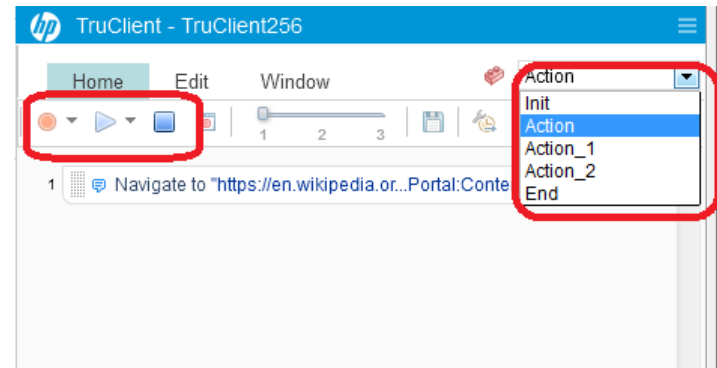 hp TruClient - TruClient256
Home Edit Window Action
Init
1 2 3 Action
Action_1
1 Navigate to "https://en.wikipedia.or...Portal:Conte Action_2
End